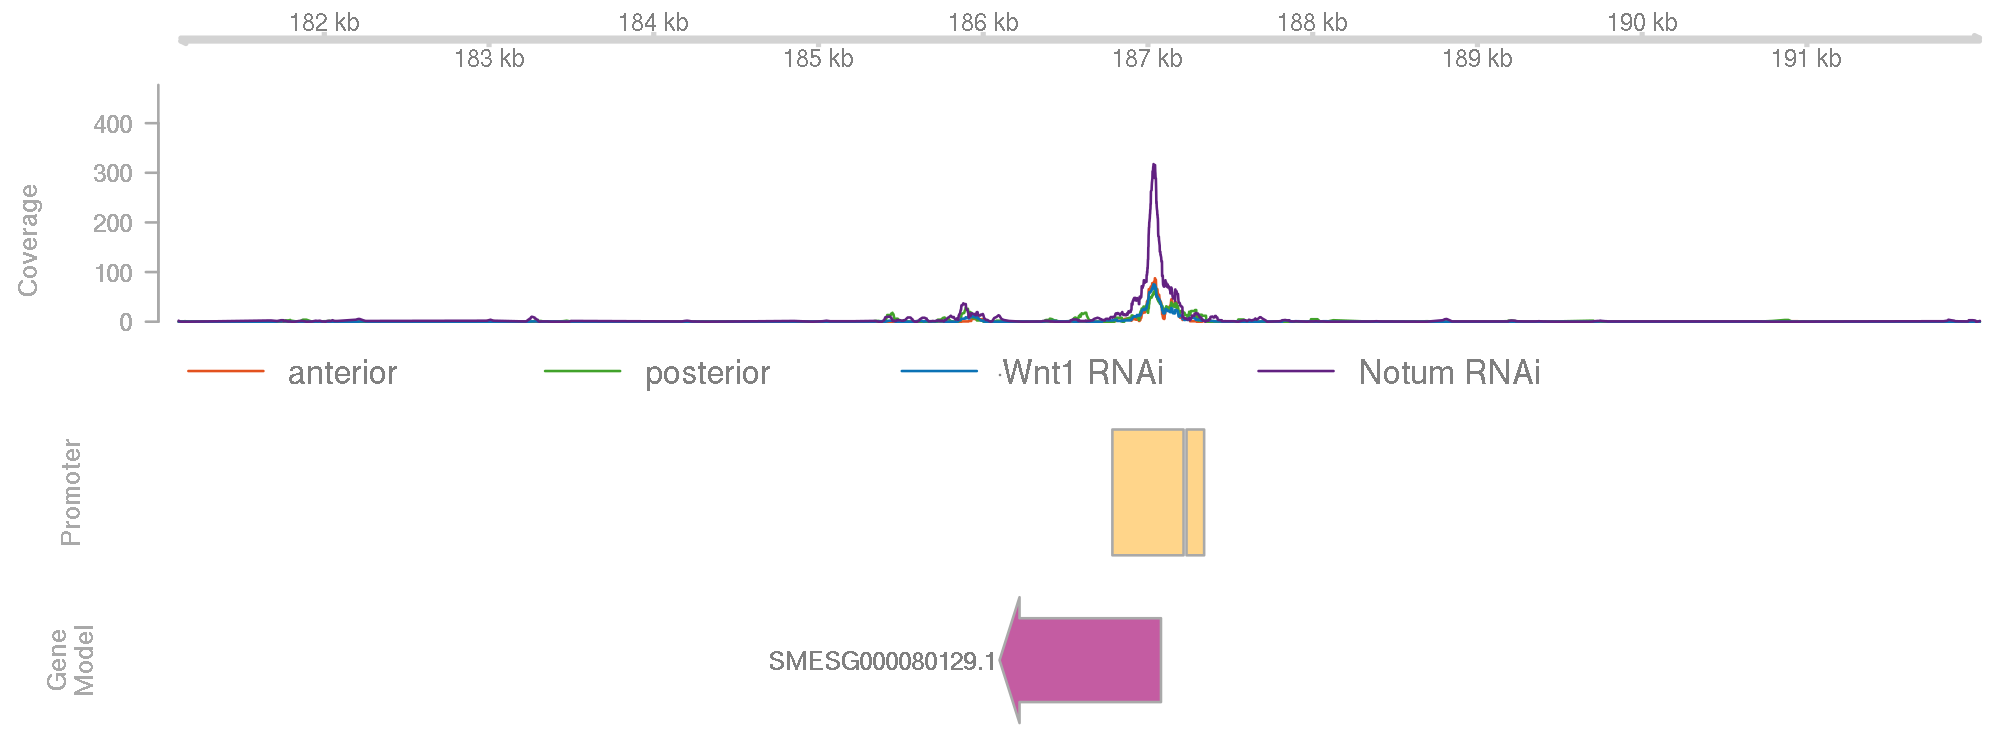 182 kb 184 kb 186 kb 188 kb 190 kb
183 kb 185 kb 187 kb 189 kb 191 kb
Coverage
400
300
200
100
0
anterior posterior Wnt1 RNAi Notum RNAi
Promoter
Gene
Model
SMESG000080129.1